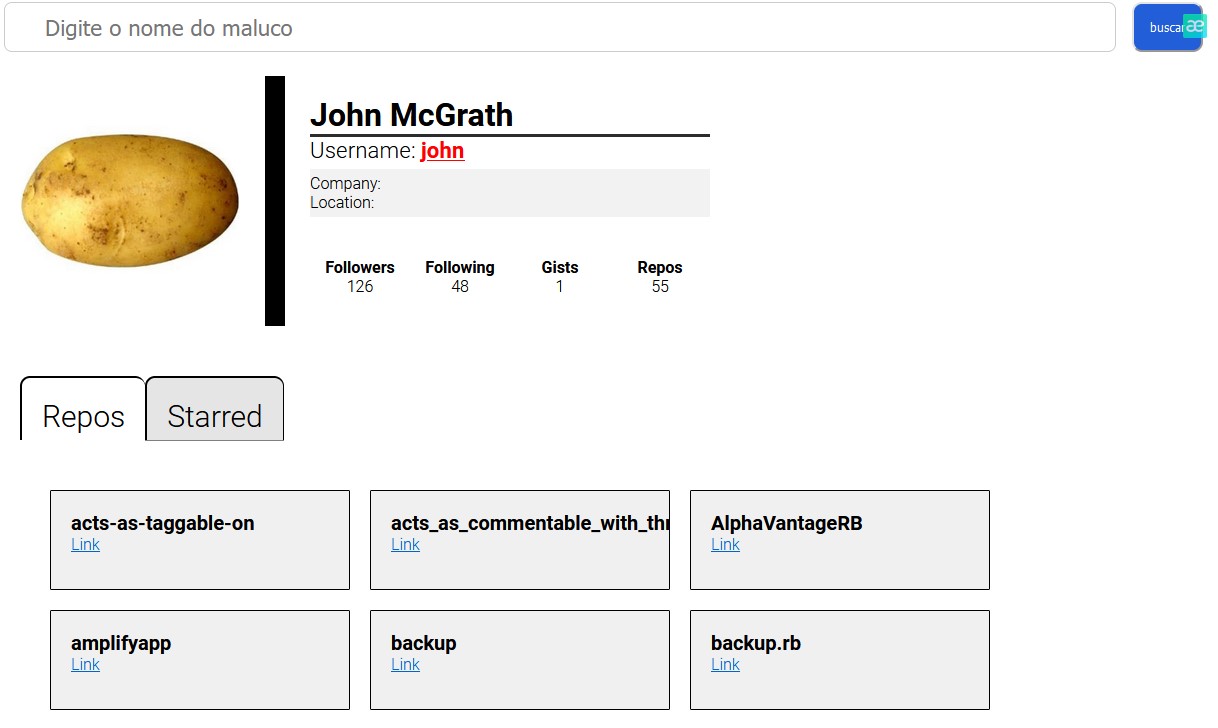 Digite o nome do maluco
buscar
æ
John McGrath
Username: john
Company:
Location:
Followers Following Gists Repos
126 48 1 55
Repos Starred
acts-as-taggable-on acts_as_commentable_with_thr AlphaVantageRB
Link Link Link
amplifyapp backup backup.rb
Link Link Link